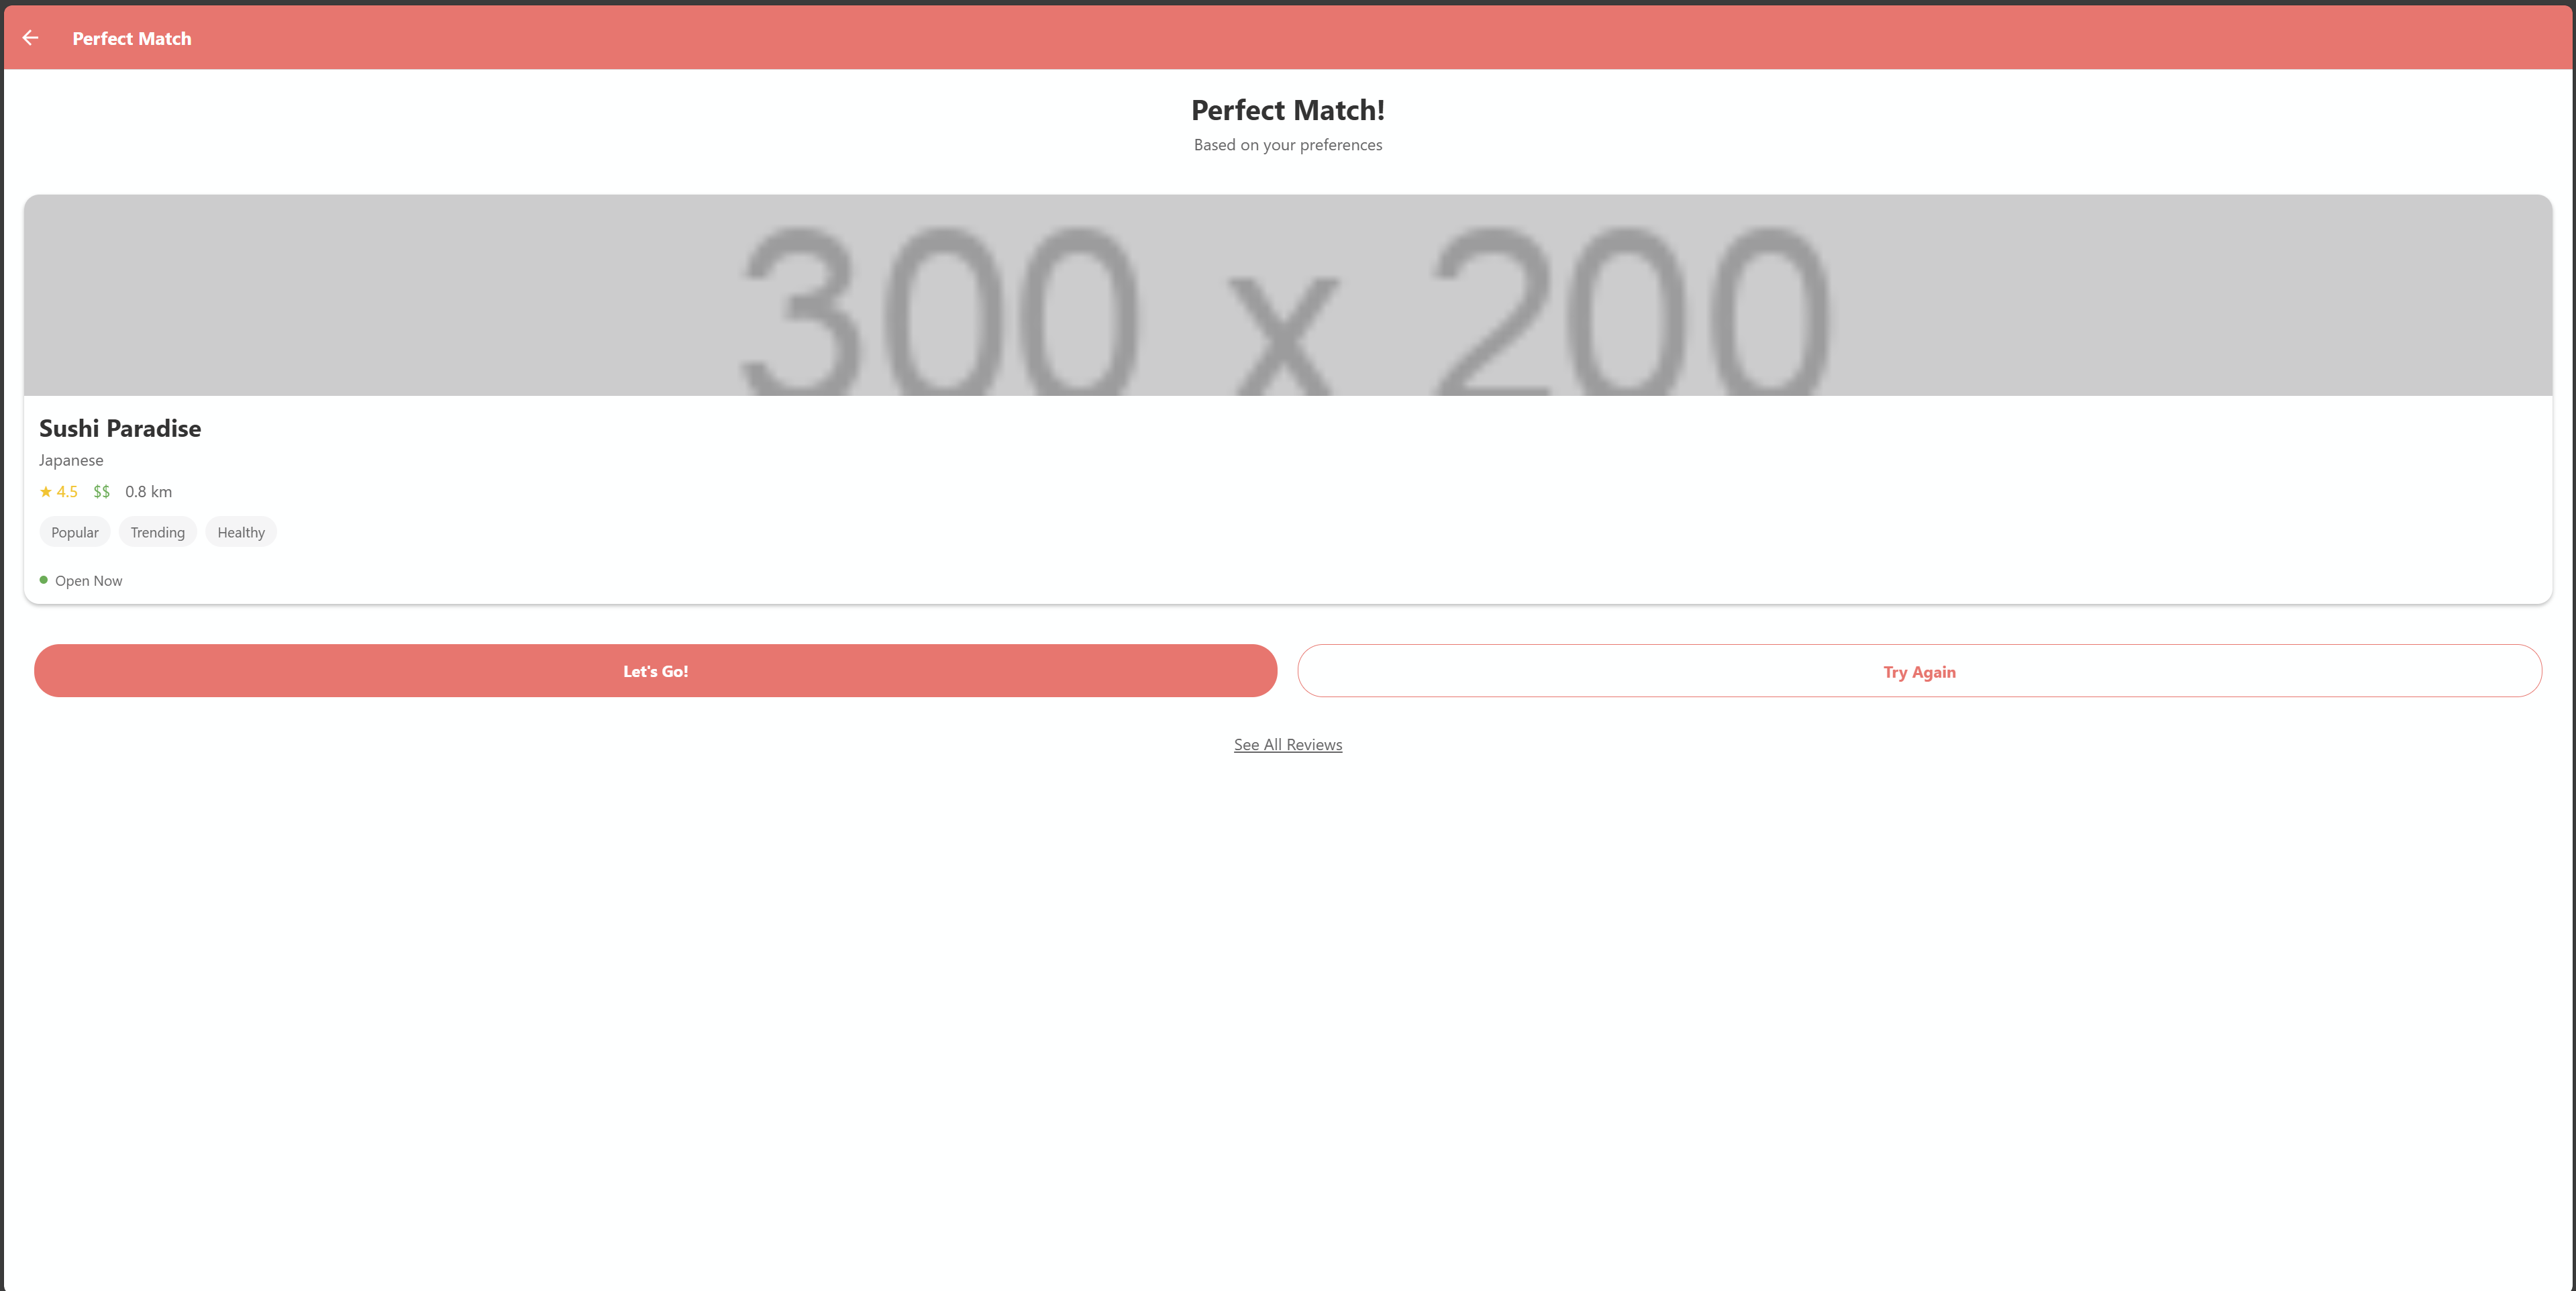 Perfect Match
Perfect Match!
Based on your preferences
300 x 200
Sushi Paradise
Japanese
★ 4.5 $$ 0.8 km
Popular Trending Healthy
Open Now
Let's Go! Try Again
See All Reviews